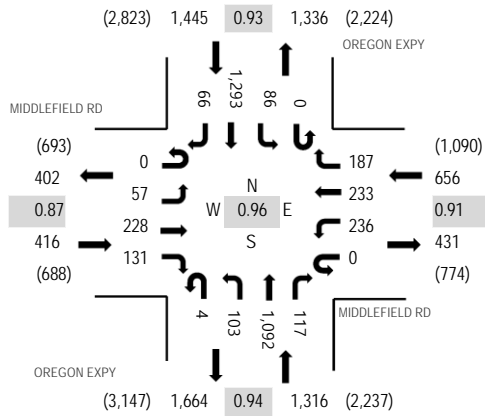 (2,823) 1,445 0.93 1,336 (2,224)
OREGON EXPY
MIDDLEFIELD RD
66 1,293 86 0
(693)
402
0.87
416
(688)
0
57
228
131
N
W 0.96 E
S
187
233
236
0
(1,090)
656
0.91
431
(774)
4 103 1,092 117
MIDDLEFIELD RD
OREGON EXPY
(3,147) 1,664 0.94 1,316 (2,237)